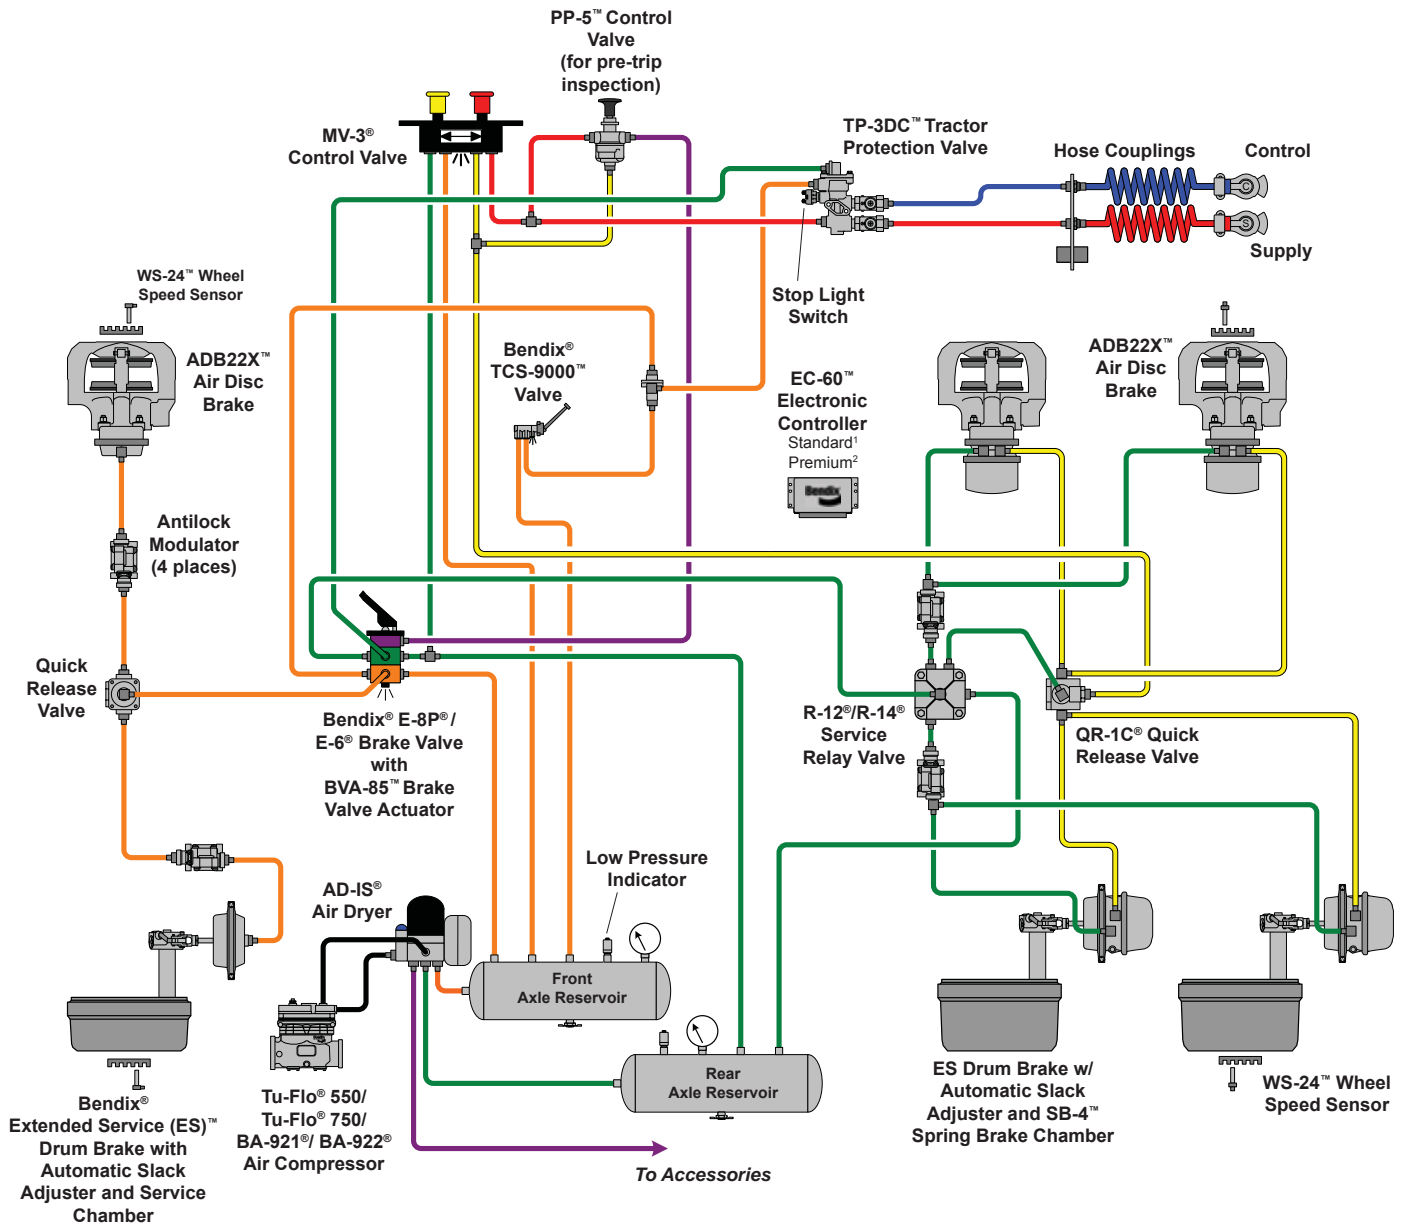 PP-5™ Control
Valve
(for pre-trip
inspection)
MV-3®
Control Valve
TP-3DC™ Tractor
Protection Valve
Hose Couplings
Control
C
S
Supply
Stop Light
Switch
WS-24™ Wheel
Speed Sensor
ADB22X™
Air Disc
Brake
Bendix®
TCS-9000™
Valve
EC-60™
Electronic
Controller
Standard¹
Premium²
Bendix
ADB22X™
Air Disc
Brake
Antilock
Modulator
(4 places)
Quick
Release
Valve
Bendix® E-8P® /
E-6® Brake Valve
with
BVA-85™ Brake
Valve Actuator
R-12®/R-14®
Service
Relay Valve
QR-1C® Quick
Release Valve
Low Pressure
Indicator
AD-IS®
Air Dryer
Front
Axle Reservoir
Rear
Axle Reservoir
Tu-Flo® 550/
Tu-Flo® 750/
BA-921®/ BA-922®
Air Compressor
To Accessories
Bendix®
Extended Service (ES)™
Drum Brake with
Automatic Slack
Adjuster and Service
Chamber
ES Drum Brake w/
Automatic Slack
Adjuster and SB-4™
Spring Brake Chamber
WS-24™ Wheel
Speed Sensor